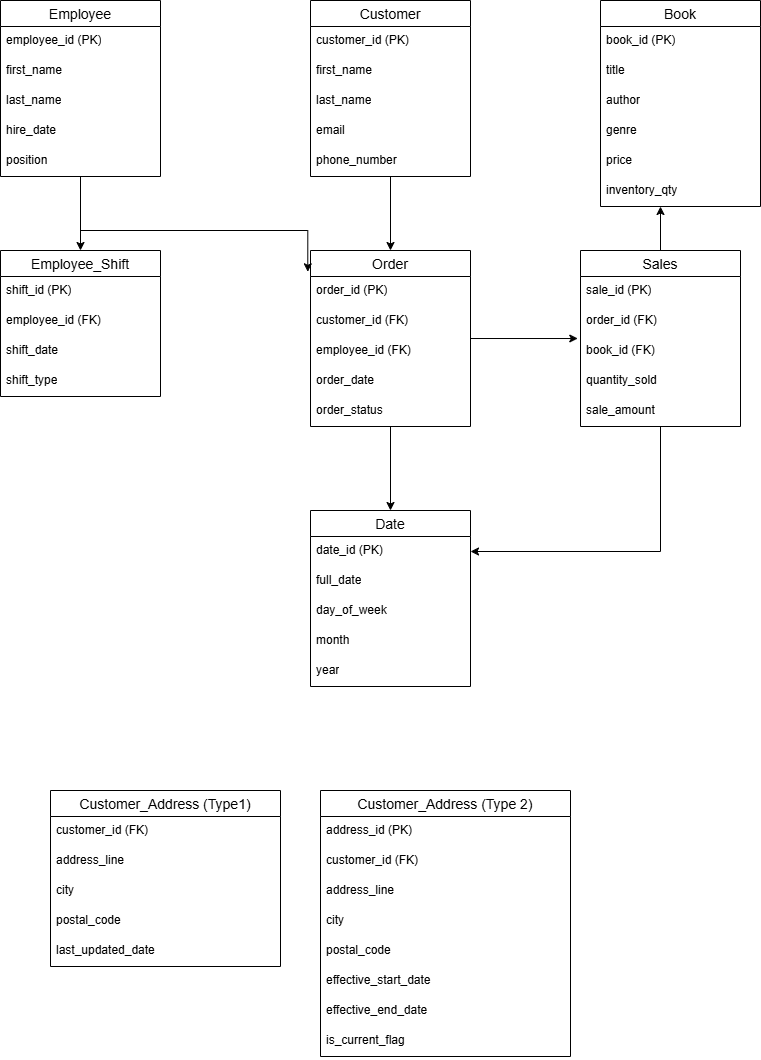 Employee
employee_id (PK)
first_name
last_name
hire_date
position
Customer
customer_id (PK)
first_name
last_name
email
phone_number
Book
book_id (PK)
title
author
genre
price
inventory_qty
Employee_Shift
shift_id (PK)
employee_id (FK)
shift_date
shift_type
Order
order_id (PK)
customer_id (FK)
employee_id (FK)
order_date
order_status
Sales
sale_id (PK)
order_id (FK)
book_id (FK)
quantity_sold
sale_amount
Date
date_id (PK)
full_date
day_of_week
month
year
Customer_Address (Type1)
customer_id (FK)
address_line
city
postal_code
last_updated_date
Customer_Address (Type 2)
address_id (PK)
customer_id (FK)
address_line
city
postal_code
effective_start_date
effective_end_date
is_current_flag